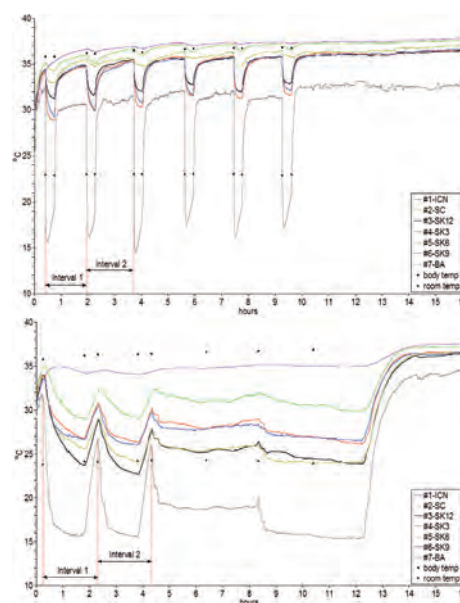 40
35
30
°C
25
20
15
10
Interval 1
Interval 2
#1-ICN
#2-SC
#3-SK12
#4-SK3
#5-SK6
#6-SK9
#7-BA
body temp
room temp
0 1 2 3 4 5 6 7 8 9 10 11 12 13 14 15 16
hours
40
35
30
°C
25
20
15
10
Interval 1
Interval 2
#1-ICN
#2-SC
#3-SK12
#4-SK3
#5-SK6
#6-SK9
#7-BA
body temp
room temp
0 1 2 3 4 5 6 7 8 9 10 11 12 13 14 15 16
hours